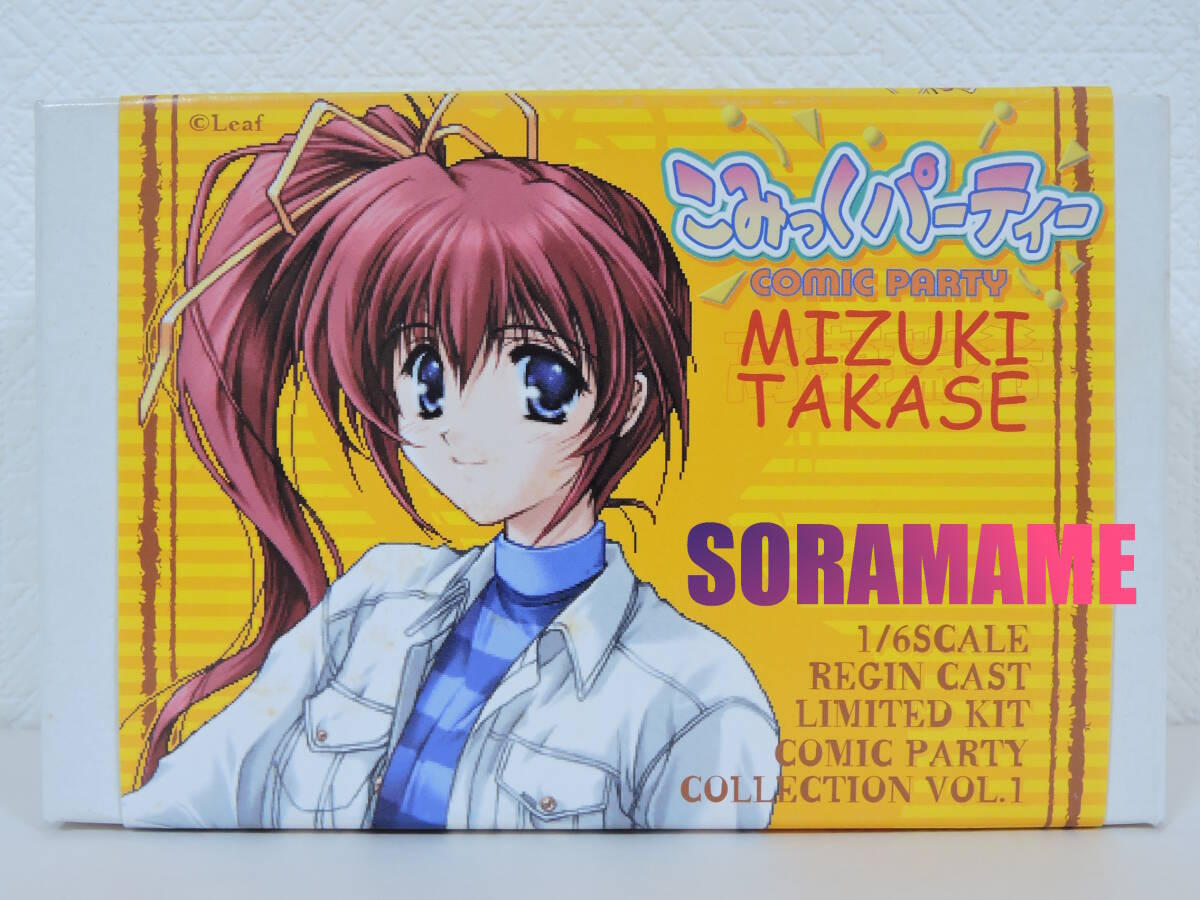 ©Leaf
こみっくパーティー
COMIC PARTY
MIZUKI
TAKASE
SORAMAME
1/6SCALE
REGIN CAST
LIMITED KIT
COMIC PARTY
COLLECTION VOL.1